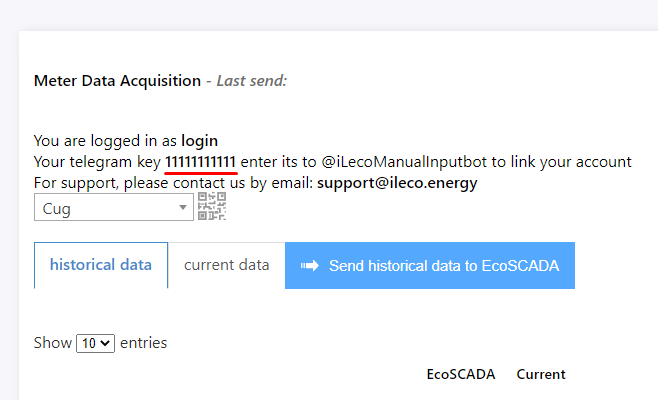 Meter Data Acquisition - Last send:
You are logged in as login
Your telegram key 11111111111 enter its to @iLecoManualInputbot to link your account
For support, please contact us by email: support@ileco.energy
Cug
historical data current data Send historical data to EcoSCADA
Show 10 entries
EcoSCADA Current